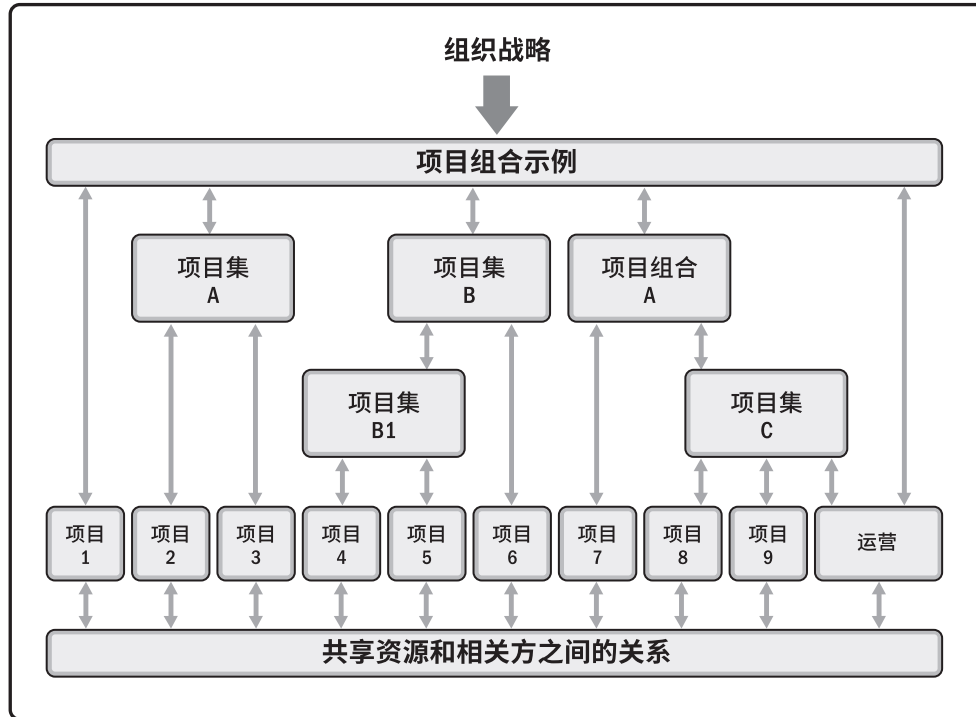 组织战略
项目组合示例
项目集
A
项目集
B
项目组合
A
项目集
B1
项目集
C
项目
1
项目
2
项目
3
项目
4
项目
5
项目
6
项目
7
项目
8
项目
9
运营
共享资源和相关方之间的关系